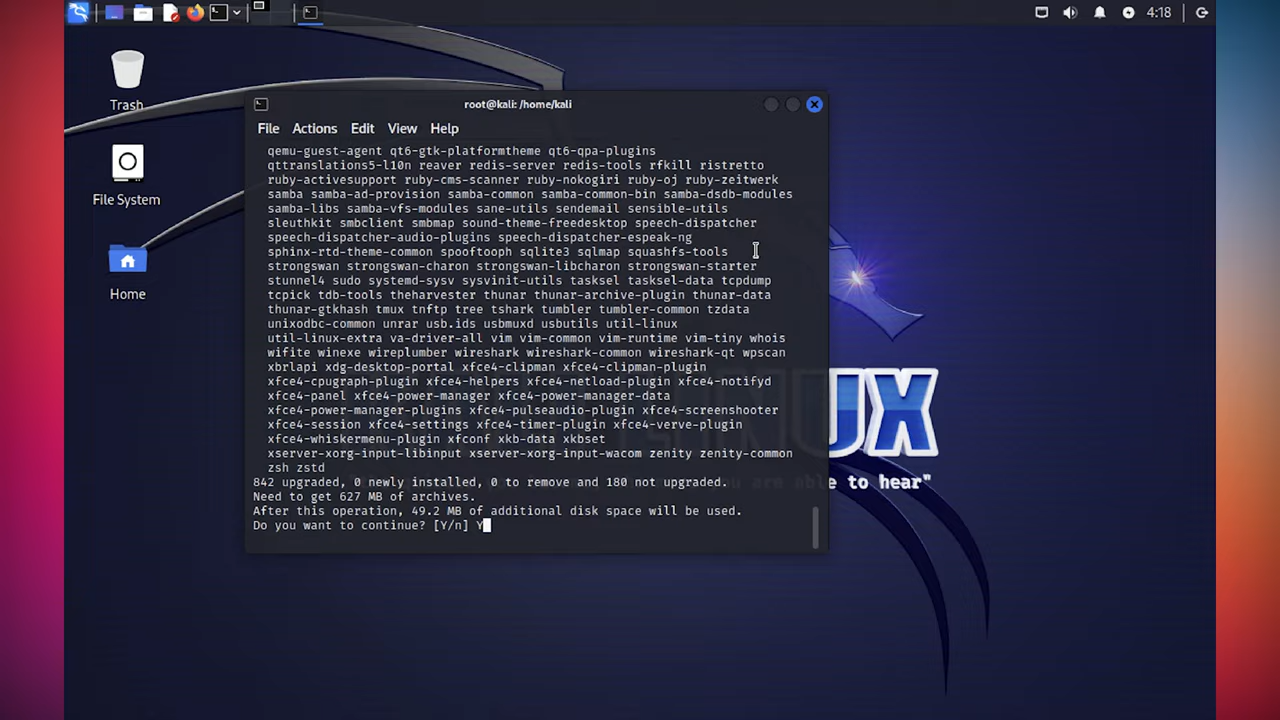 4:18
Trash
File System
Home
root@kali: /home/kali
File Actions Edit View Help
qemu-guest-agent qt6-gtk-platformtheme qt6-qpa-plugins
qttranslations5-l10n reaver redis-server redis-tools rfkill ristretto
ruby-activesupport ruby-cms-scanner ruby-nokogiri ruby-oj ruby-zeitwerk
samba samba-ad-provision samba-common samba-common-bin samba-dsdb-modules
samba-libs samba-vfs-modules sane-utils sendemail sensible-utils
sleuthkit smbclient smbmap sound-theme-freedesktop speech-dispatcher
speech-dispatcher-audio-plugins speech-dispatcher-espeak-ng
sphinx-rtd-theme-common spooftooph sqlite3 sqlmap squashfs-tools
strongswan strongswan-charon strongswan-libcharon strongswan-starter
stunnel4 sudo systemd-sysv sysvinit-utils tasksel tasksel-data tcpdump
tcpick tdb-tools theharvester thunar thunar-archive-plugin thunar-data
thunar-gtkhash tmux tnftp tree tshark tumbler tumbler-common tzdata
unixodbc-common unrar usb.ids usbmuxd usbutils util-linux
util-linux-extra va-driver-all vim vim-common vim-runtime vim-tiny whois
wifite winexe wireplumber wireshark wireshark-common wireshark-qt wpscan
xbrlapi xdg-desktop-portal xfce4-clipman xfce4-clipman-plugin
xfce4-cpugraph-plugin xfce4-helpers xfce4-netload-plugin xfce4-notifyd
xfce4-panel xfce4-power-manager xfce4-power-manager-data
xfce4-power-manager-plugins xfce4-pulseaudio-plugin xfce4-screenshooter
xfce4-session xfce4-settings xfce4-timer-plugin xfce4-verve-plugin
xfce4-whiskermenu-plugin xfconf xkb-data xkbset
xserver-xorg-input-libinput xserver-xorg-input-wacom zenity zenity-common
zsh zstd
842 upgraded, 0 newly installed, 0 to remove and 180 not upgraded.
Need to get 627 MB of archives.
After this operation, 49.2 MB of additional disk space will be used.
Do you want to continue? [Y/n] Y
UX
you are able to hear"